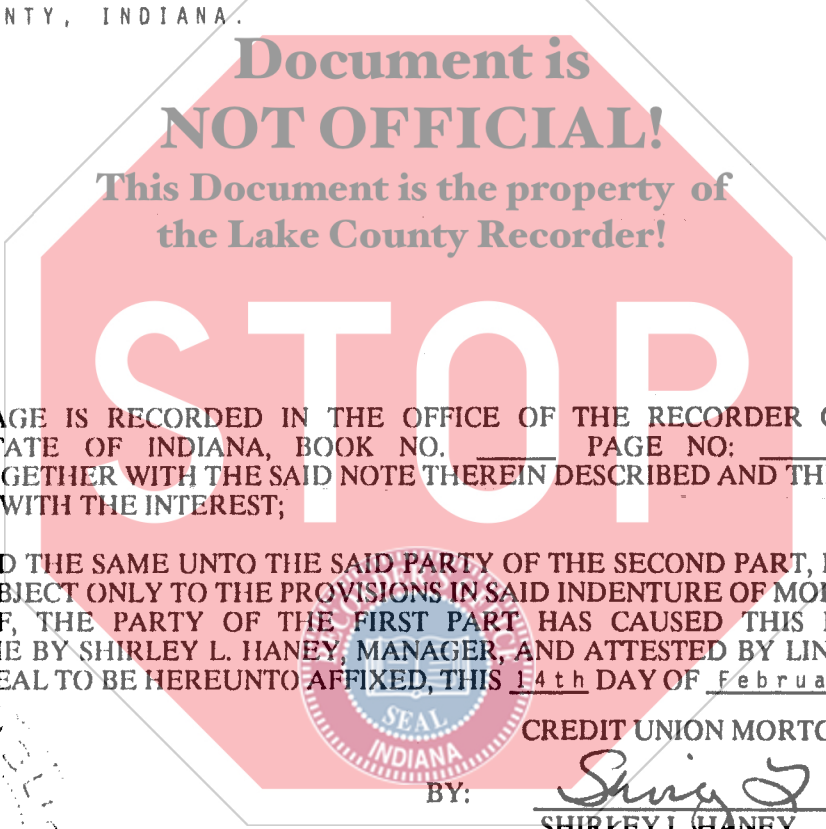 NTY, INDIANA.
Document is
NOT OFFICIAL!
This Document is the property of
the Lake County Recorder!
STOP
AGE IS RECORDED IN THE OFFICE OF THE RECORDER
TATE OF INDIANA, BOOK NO. ______ PAGE NO: _____
GETHER WITH THE SAID NOTE THEREIN DESCRIBED AND TH
WITH THE INTEREST;
D THE SAME UNTO THE SAID PARTY OF THE SECOND PART,
BJECT ONLY TO THE PROVISIONS IN SAID INDENTURE OF MO
F, THE PARTY OF THE FIRST PART HAS CAUSED THIS
E BY SHIRLEY L. HANEY, MANAGER, AND ATTESTED BY LIN
EAL TO BE HEREUNTO AFFIXED, THIS 14th DAY OF Februa
RECORDER'S OFFICE
SEAL
INDIANA
CREDIT UNION MORTG
BY:
SHIRLEY L. HANEY